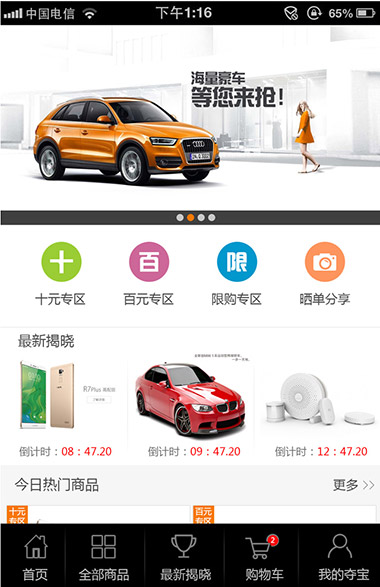 中国电信 下午1:16 65%
海量豪车
等您来抢!
十 百 限
十元专区 百元专区 限购专区 晒单分享
最新揭晓
R7Plus
倒计时:08:47.20 倒计时:09:47.20 倒计时:12:47.20
今日热门商品 更多 >>
十元
专区
百元
专区
2
首页 全部商品 最新揭晓 购物车 我的夺宝